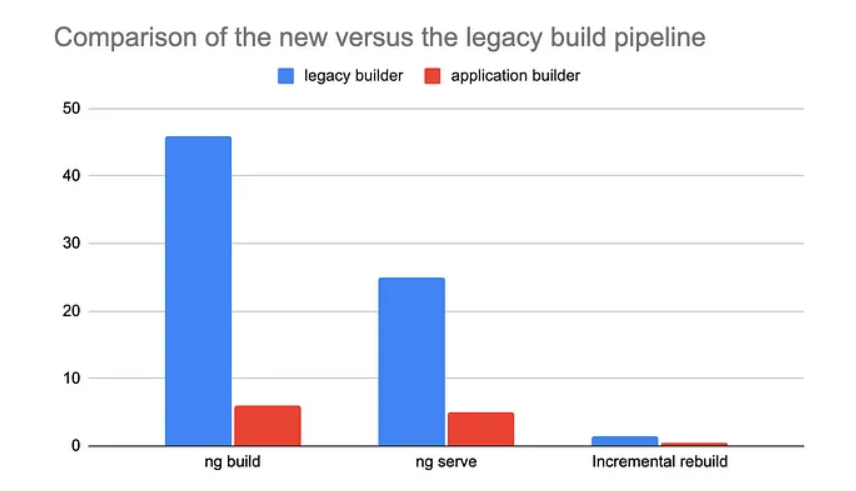 Comparison of the new versus the legacy build pipeline
legacy builder application builder
50
40
30
20
10
0
ng build ng serve Incremental rebuild